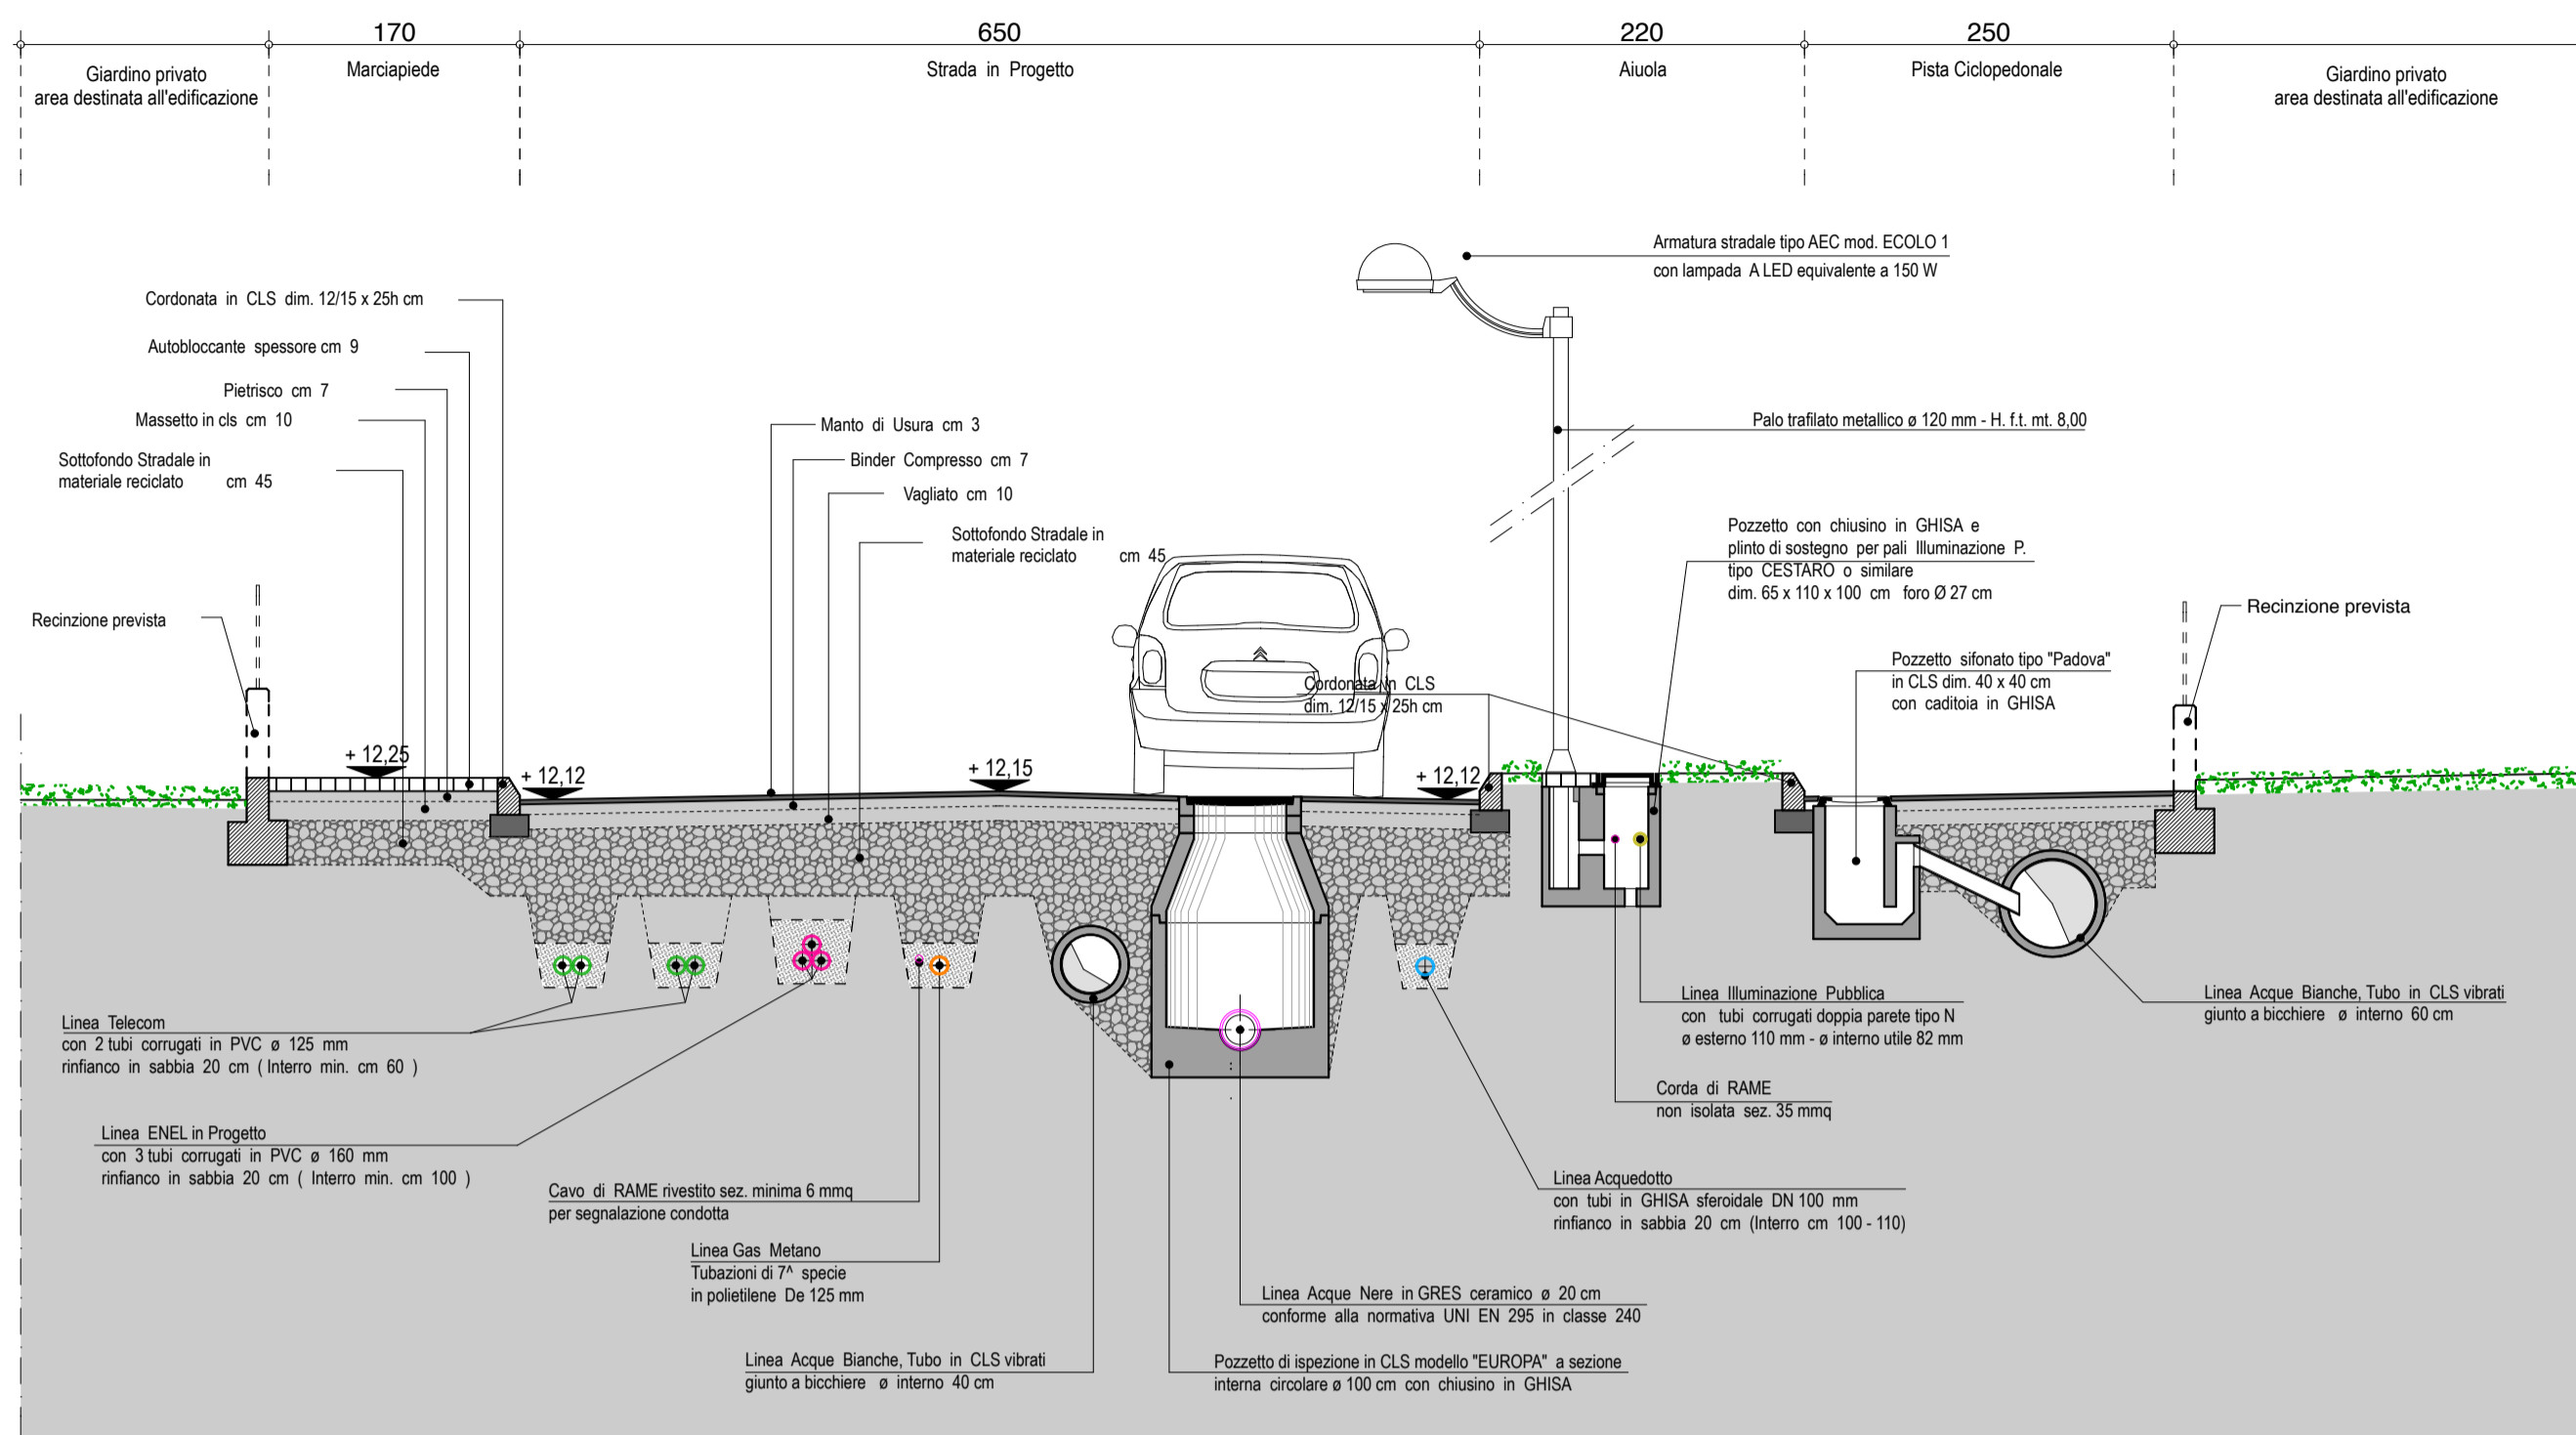 170
650
220
250
Giardino privato
area destinata all'edificazione
Marciapiede
Strada in Progetto
Aiuola
Pista Ciclopedonale
Giardino privato
area destinata all'edificazione
Armatura stradale tipo AEC mod. ECOLO 1
con lampada A LED equivalente a 150 W
Cordonata in CLS dim. 12/15 x 25h cm
Autobloccante spessore cm 9
Pietrisco cm 7
Massetto in cls cm 10
Sottofondo Stradale in
materiale reciclato cm 45
Manto di Usura cm 3
Binder Compresso cm 7
Vagliato cm 10
Sottofondo Stradale in
materiale reciclato cm 45
Palo trafilato metallico ø 120 mm - H. f.t. mt. 8,00
Pozzetto con chiusino in GHISA e
plinto di sostegno per pali Illuminazione P.
tipo CESTARO o similare
dim. 65 x 110 x 100 cm foro Ø 27 cm
Recinzione prevista
Recinzione prevista
Pozzetto sifonato tipo "Padova"
in CLS dim. 40 x 40 cm
con caditoia in GHISA
Cordonata in CLS
dim. 12/15 x 25h cm
+ 12,25
+ 12,12
+ 12,15
+ 12,12
Linea Telecom
con 2 tubi corrugati in PVC ø 125 mm
rinfianco in sabbia 20 cm ( Interro min. cm 60 )
Linea ENEL in Progetto
con 3 tubi corrugati in PVC ø 160 mm
rinfianco in sabbia 20 cm ( Interro min. cm 100 )
Cavo di RAME rivestito sez. minima 6 mmq
per segnalazione condotta
Linea Gas Metano
Tubazioni di 7^ specie
in polietilene De 125 mm
Linea Acque Bianche, Tubo in CLS vibrati
giunto a bicchiere ø interno 40 cm
Linea Illuminazione Pubblica
con tubi corrugati doppia parete tipo N
ø esterno 110 mm - ø interno utile 82 mm
Corda di RAME
non isolata sez. 35 mmq
Linea Acquedotto
con tubi in GHISA sferoidale DN 100 mm
rinfianco in sabbia 20 cm (Interro cm 100 - 110)
Linea Acque Nere in GRES ceramico ø 20 cm
conforme alla normativa UNI EN 295 in classe 240
Pozzetto di ispezione in CLS modello "EUROPA" a sezione
interna circolare ø 100 cm con chiusino in GHISA
Linea Acque Bianche, Tubo in CLS vibrati
giunto a bicchiere ø interno 60 cm